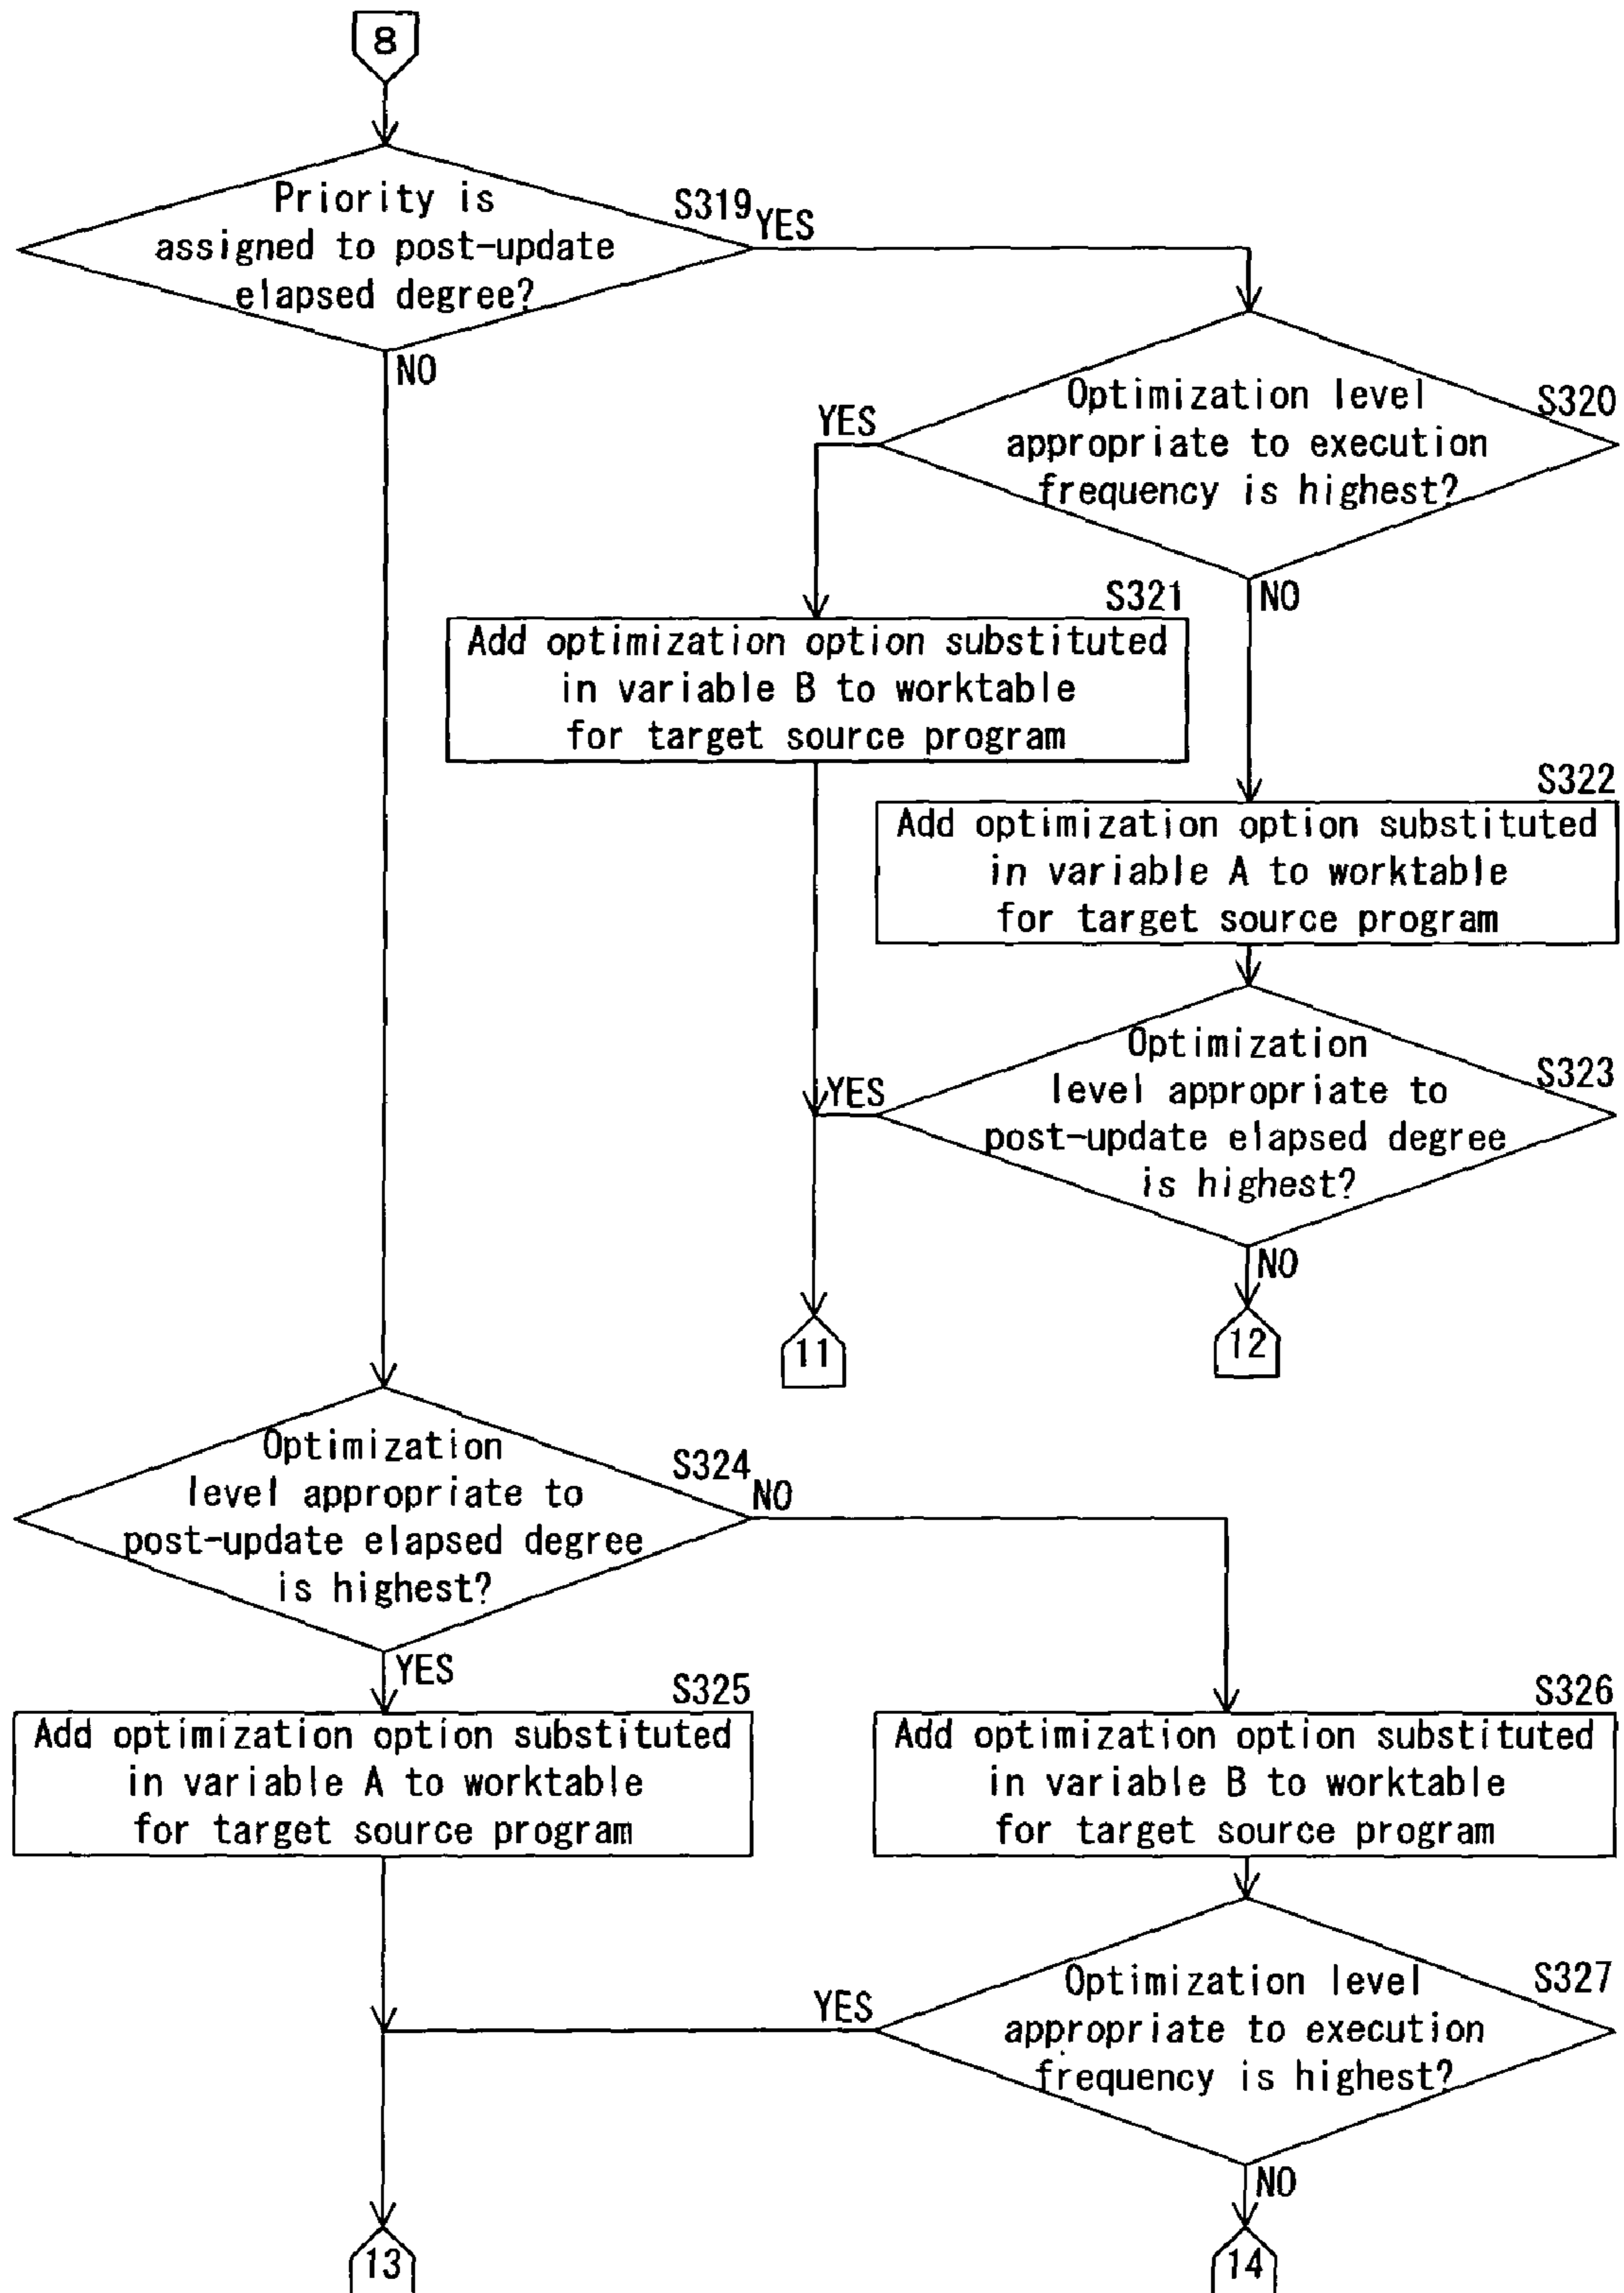 8
Priority is
assigned to post-update
elapsed degree?
S319
YES
NO
Optimization level
appropriate to execution
frequency is highest?
S320
YES
NO
S321
Add optimization option substituted
in variable B to worktable
for target source program
S322
Add optimization option substituted
in variable A to worktable
for target source program
Optimization
level appropriate to
post-update elapsed degree
is highest?
S323
YES
NO
11
12
Optimization
level appropriate to
post-update elapsed degree
is highest?
S324
NO
YES
S325
Add optimization option substituted
in variable A to worktable
for target source program
S326
Add optimization option substituted
in variable B to worktable
for target source program
Optimization level
appropriate to execution
frequency is highest?
S327
YES
NO
13
14